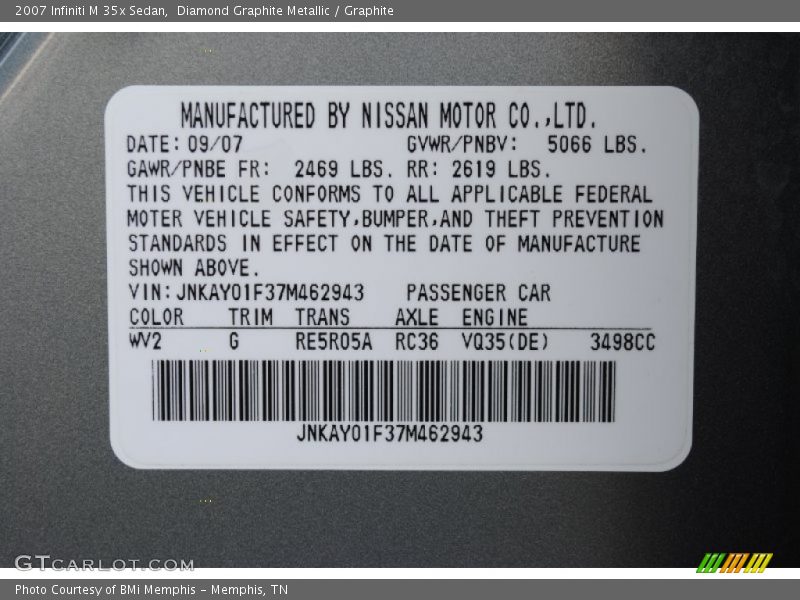 2007 Infiniti M 35x Sedan,  Diamond Graphite Metallic / Graphite
MANUFACTURED BY NISSAN MOTOR CO.,LTD.
DATE: 09/07 GVWR/PNBV: 5066 LBS.
GAWR/PNBE FR: 2469 LBS. RR: 2619 LBS.
THIS VEHICLE CONFORMS TO ALL APPLICABLE FEDERAL
MOTER VEHICLE SAFETY,BUMPER,AND THEFT PREVENTION
STANDARDS IN EFFECT ON THE DATE OF MANUFACTURE
SHOWN ABOVE.
VIN: JNKAY01F37M462943 PASSENGER CAR
COLOR TRIM TRANS AXLE ENGINE
WV2 G RE5R05A RC36 VQ35(DE) 3498CC
JNKAY01F37M462943
GTCARLOT.COM
Photo Courtesy of BMi Memphis - Memphis, TN